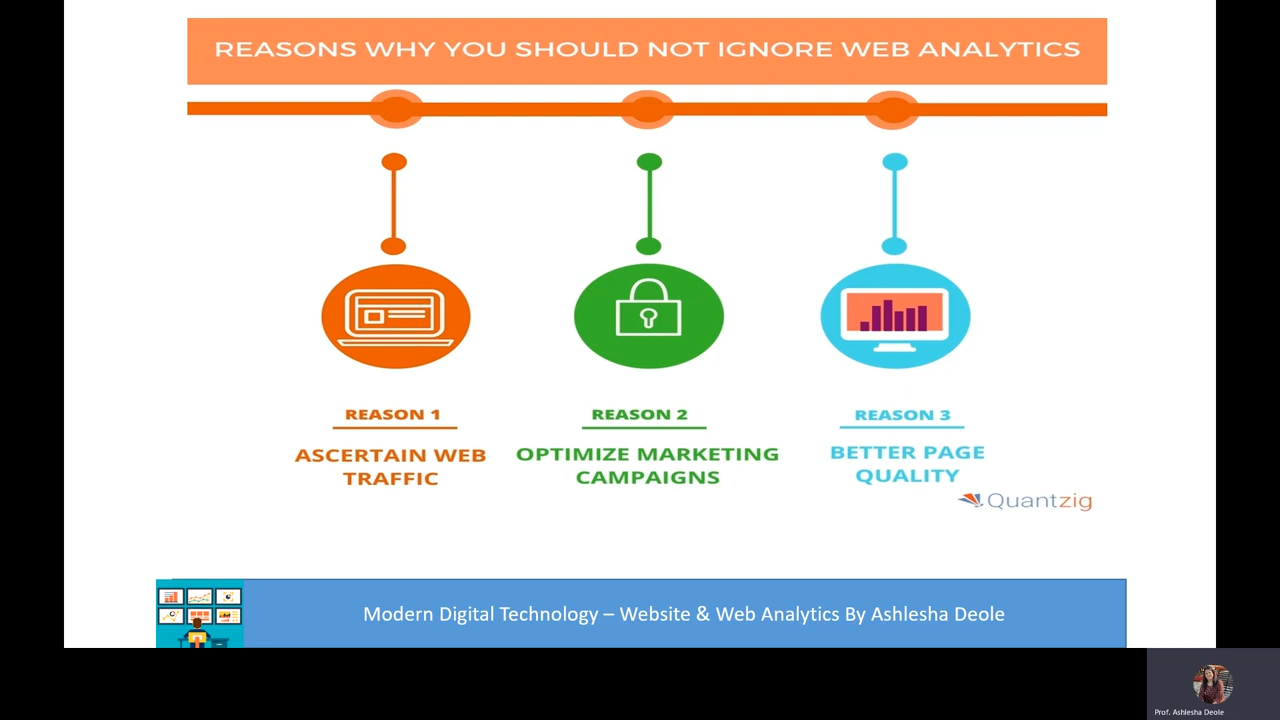 REASONS WHY YOU SHOULD NOT IGNORE WEB ANALYTICS
REASON 1
ASCERTAIN WEB
TRAFFIC
REASON 2
OPTIMIZE MARKETING
CAMPAIGNS
REASON 3
BETTER PAGE
QUALITY
Quantzig
Modern Digital Technology – Website & Web Analytics By Ashlesha Deole
Prof. Ashlesha Deole